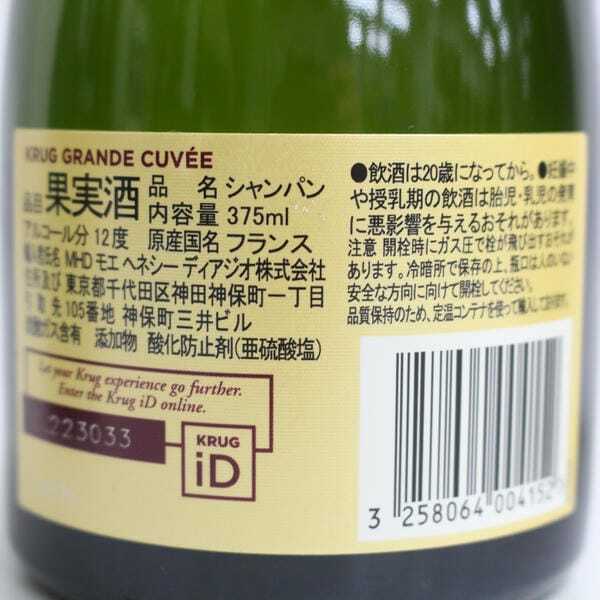 KRUG GRANDE CUVÉE
品目 果実酒 品 名 シャンパン
内容量 375ml
アルコール分 12度 原産国名 フランス
輸入者氏名 MHD モエ ヘネシー ディアジオ株式会社
住所及び 東京都千代田区神田神保町一丁目
引取先 105番地 神保町三井ビル
炭酸ガス含有 添加物 酸化防止剤(亜硫酸塩)
Let your Krug experience go further.
Enter the Krug iD online.
223033
KRUG
iD
●飲酒は20歳になってから。●妊娠中
や授乳期の飲酒は胎児・乳児の発育
に悪影響を与えるおそれがあります。
注意 開栓時にガス圧で栓が飛び出すおそれが
あります。冷暗所で保存の上、瓶口は人のいない
安全な方向に向けて開栓してください。
品質保持のため、定温コンテナを使って輸入しております。
3 258064 004152